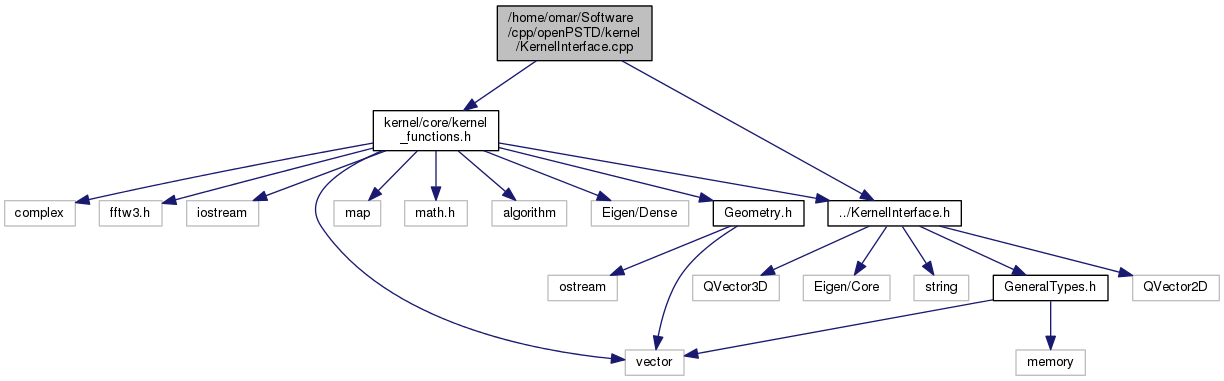 /home/omar/Software
/cpp/openPSTD/kernel
/KernelInterface.cpp
kernel/core/kernel
_functions.h
complex
fftw3.h
iostream
map
math.h
algorithm
Eigen/Dense
Geometry.h
../KernelInterface.h
ostream
QVector3D
Eigen/Core
string
GeneralTypes.h
QVector2D
vector
memory